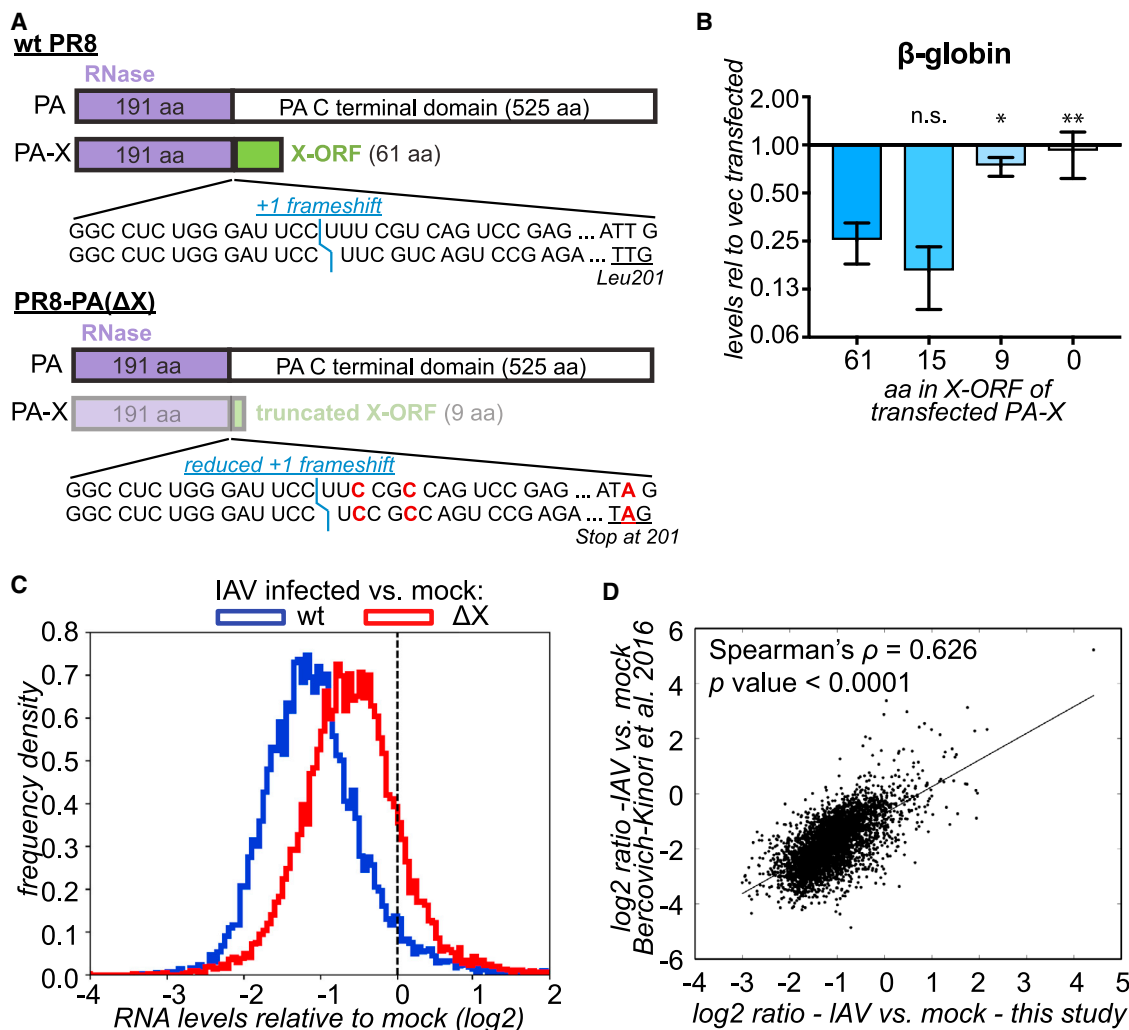 A
wt PR8
RNase
PA 191 aa PA C terminal domain (525 aa)
PA-X 191 aa X-ORF (61 aa)
+1 frameshift
GGC CUC UGG GAU UCC UUU CGU CAG UCC GAG ... ATT G
GGC CUC UGG GAU UCC UUC GUC AGU CCG AGA ... TTG
Leu201
PR8-PA(ΔX)
RNase
PA 191 aa PA C terminal domain (525 aa)
PA-X 191 aa truncated X-ORF (9 aa)
reduced +1 frameshift
GGC CUC UGG GAU UCC UUC CGC CAG UCC GAG ... ATA G
GGC CUC UGG GAU UCC UCC GCC AGU CCG AGA ... TAG
Stop at 201
B
β-globin
levels rel to vec transfected
2.00
1.00
0.50
0.25
0.13
0.06
n.s. * **
61 15 9 0
aa in X-ORF of
transfected PA-X
C
IAV infected vs. mock:
wt ΔX
frequency density
0.8
0.7
0.6
0.5
0.4
0.3
0.2
0.1
0.0
-4 -3 -2 -1 0 1 2
RNA levels relative to mock (log2)
D
log2 ratio -IAV vs. mock
Bercovich-Kinori et al. 2016
Spearman's ρ = 0.626
p value < 0.0001
6
4
2
0
-2
-4
-6
-4 -3 -2 -1 0 1 2 3 4 5
log2 ratio - IAV vs. mock - this study